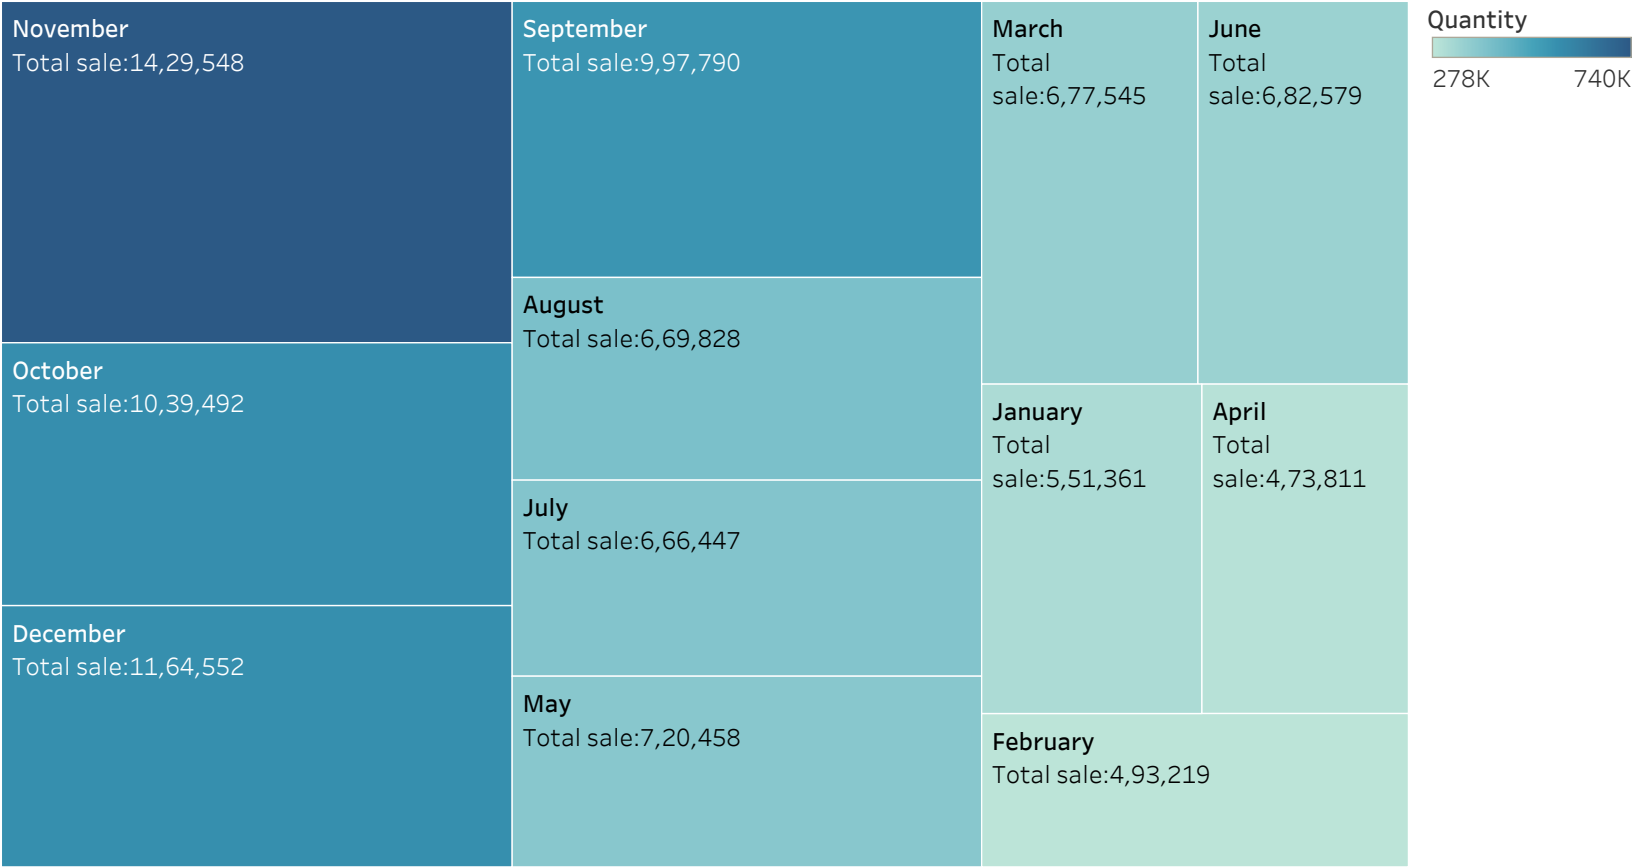 November
Total sale:14,29,548
October
Total sale:10,39,492
December
Total sale:11,64,552
September
Total sale:9,97,790
August
Total sale:6,69,828
July
Total sale:6,66,447
May
Total sale:7,20,458
March
Total
sale:6,77,545
June
Total
sale:6,82,579
January
Total
sale:5,51,361
April
Total
sale:4,73,811
February
Total sale:4,93,219
Quantity
278K
740K